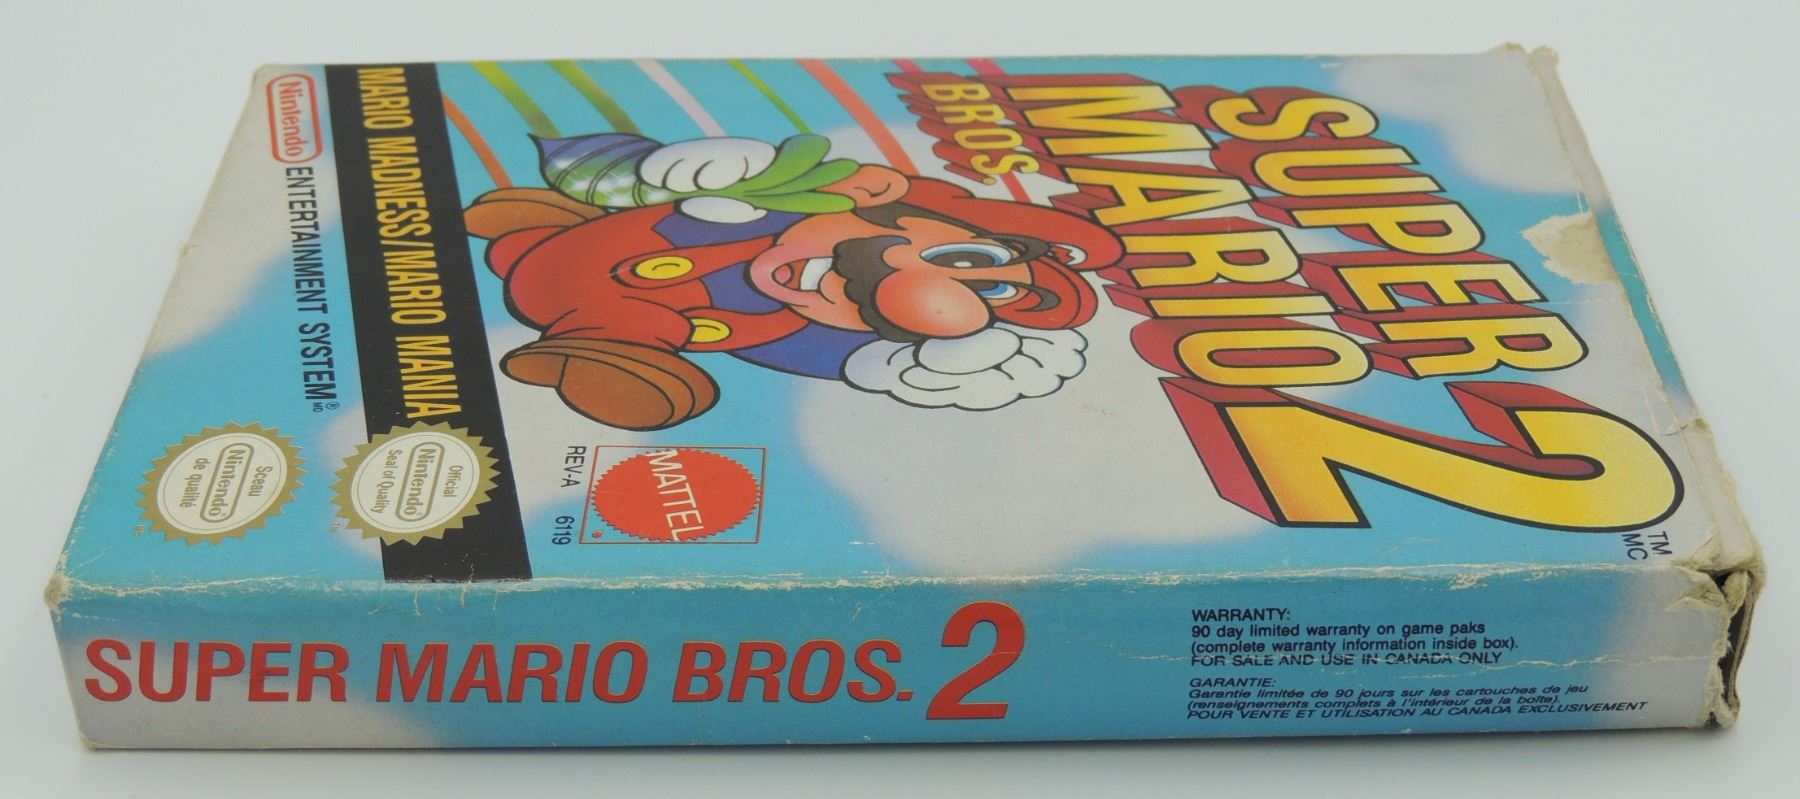 SUPER
MARIO 2
BROS.
TM
MC
MATTEL
REV-A 6119
MARIO MADNESS/MARIO MANIA
Nintendo®
ENTERTAINMENT SYSTEM®
MD
Official
Nintendo®
Seal of Quality
TM
Sceau
Nintendo®
de qualité
MC
SUPER MARIO BROS. 2
WARRANTY:
90 day limited warranty on game paks
(complete warranty information inside box).
FOR SALE AND USE IN CANADA ONLY
GARANTIE:
Garantie limitée de 90 jours sur les cartouches de jeu
(renseignements complets à l'intérieur de la boîte).
POUR VENTE ET UTILISATION AU CANADA EXCLUSIVEMENT